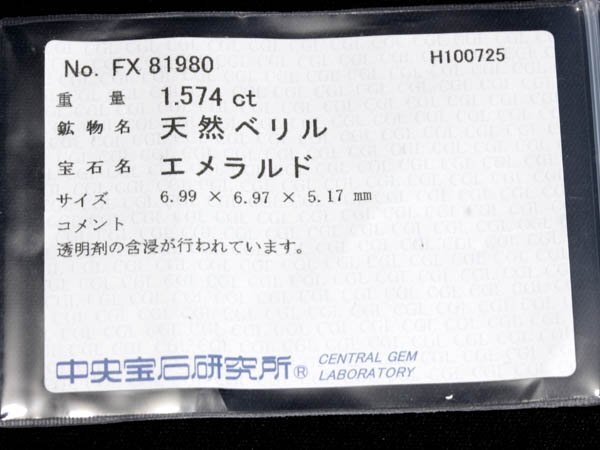 No. FX 81980 H100725
重 量 1.574 ct
鉱物名 天然ベリル
宝石名 エメラルド
サイズ 6.99 × 6.97 × 5.17 mm
コメント
透明剤の含浸が行われています。
中央宝石研究所® CENTRAL GEM
LABORATORY